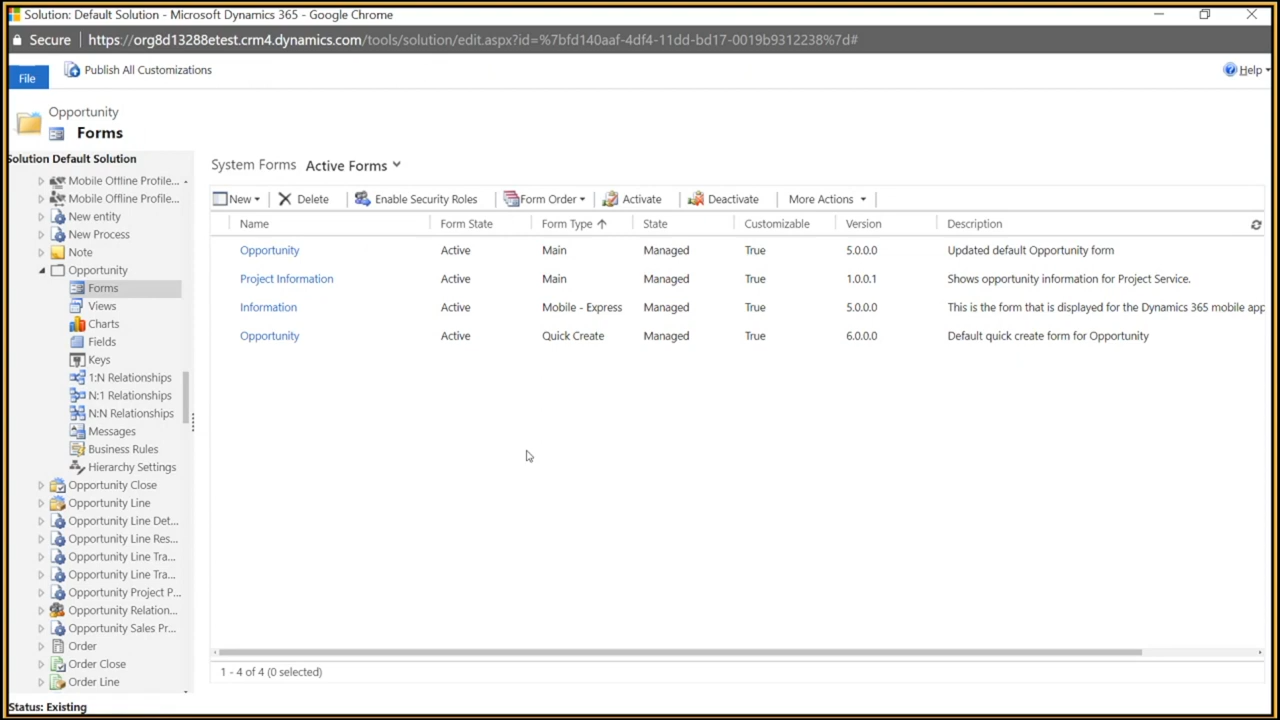 Solution: Default Solution - Microsoft Dynamics 365 - Google Chrome
Secure https://org8d13288etest.crm4.dynamics.com/tools/solution/edit.aspx?id=%7bfd140aaf-4df4-11dd-bd17-0019b9312238%7d#
File Publish All Customizations Help
Opportunity
Forms
Solution Default Solution
Mobile Offline Profile...
Mobile Offline Profile...
New entity
New Process
Note
Opportunity
Forms
Views
Charts
Fields
Keys
1:N Relationships
N:1 Relationships
N:N Relationships
Messages
Business Rules
Hierarchy Settings
Opportunity Close
Opportunity Line
Opportunity Line Det...
Opportunity Line Res...
Opportunity Line Tra...
Opportunity Line Tra...
Opportunity Project P...
Opportunity Relation...
Opportunity Sales Pr...
Order
Order Close
Order Line
System Forms Active Forms
New Delete Enable Security Roles Form Order Activate Deactivate More Actions
Name Form State Form Type State Customizable Version Description
Opportunity Active Main Managed True 5.0.0.0 Updated default Opportunity form
Project Information Active Main Managed True 1.0.0.1 Shows opportunity information for Project Service.
Information Active Mobile - Express Managed True 5.0.0.0 This is the form that is displayed for the Dynamics 365 mobile app
Opportunity Active Quick Create Managed True 6.0.0.0 Default quick create form for Opportunity
1 - 4 of 4 (0 selected)
Status: Existing